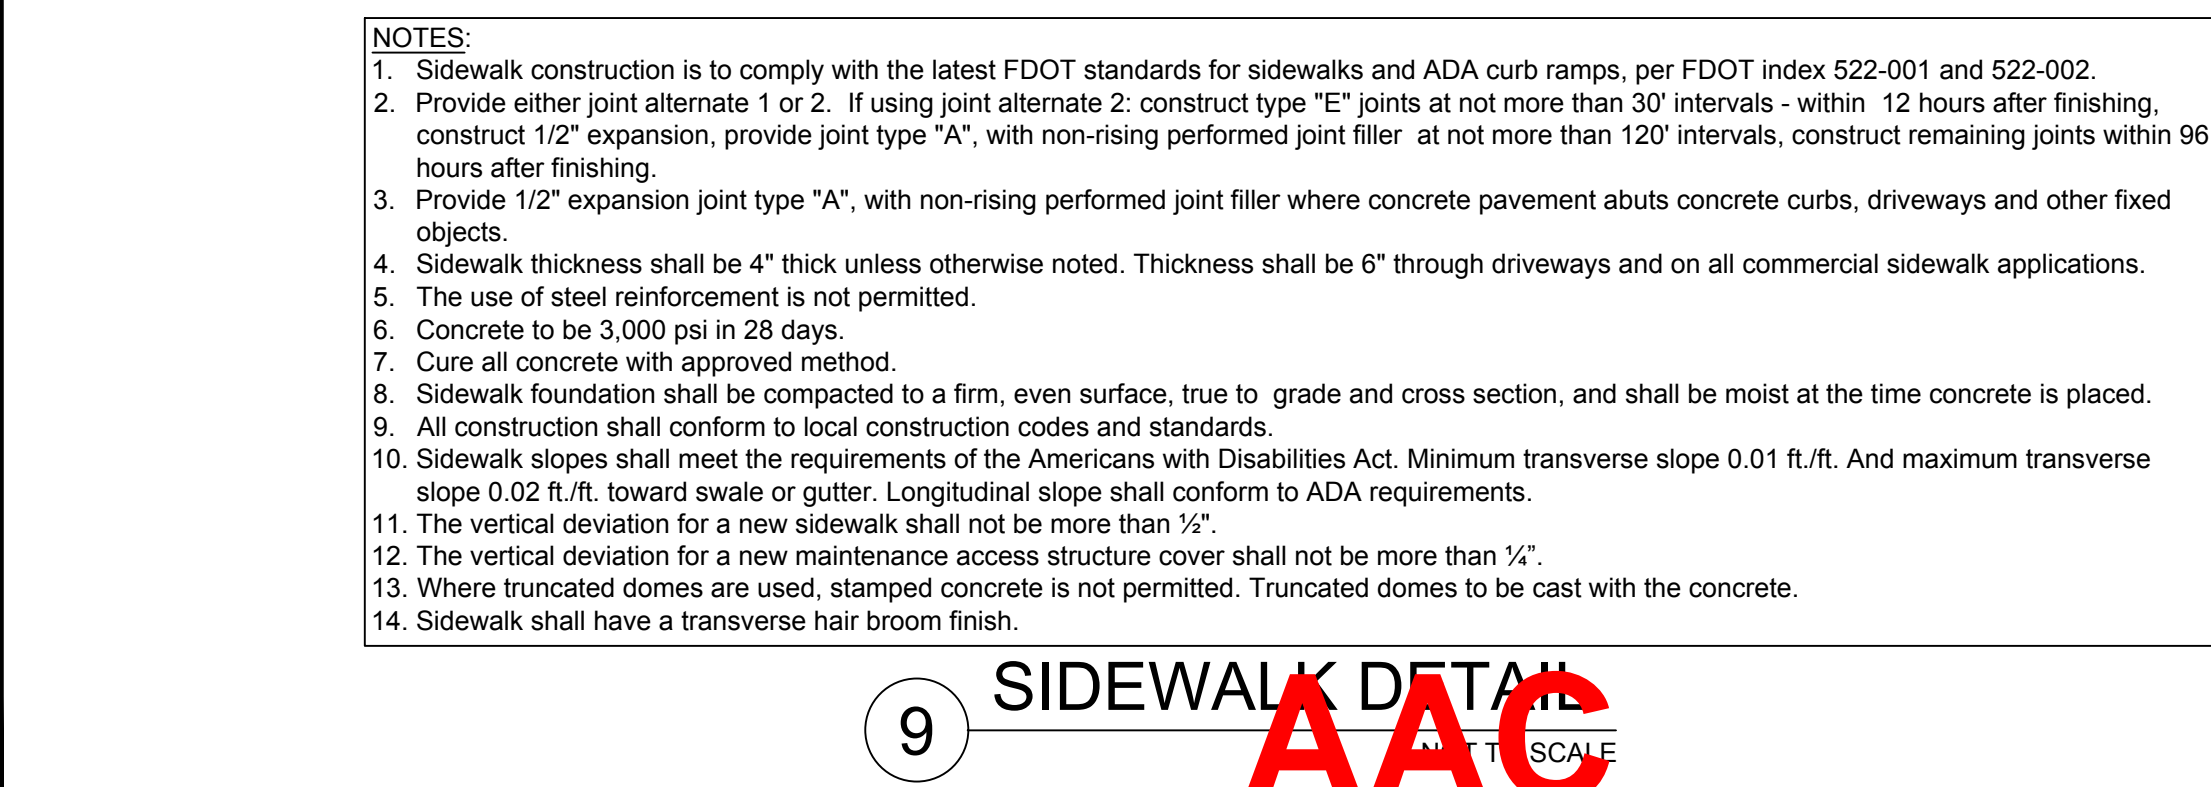 NOTES:
1. Sidewalk construction is to comply with the latest FDOT standards for sidewalks and ADA curb ramps, per FDOT index 522-001 and 522-002.
2. Provide either joint alternate 1 or 2. If using joint alternate 2: construct type "E" joints at not more than 30' intervals - within 12 hours after finishing,
construct 1/2" expansion, provide joint type "A", with non-rising performed joint filler at not more than 120' intervals, construct remaining joints within 96
hours after finishing.
3. Provide 1/2" expansion joint type "A", with non-rising performed joint filler where concrete pavement abuts concrete curbs, driveways and other fixed
objects.
4. Sidewalk thickness shall be 4" thick unless otherwise noted. Thickness shall be 6" through driveways and on all commercial sidewalk applications.
5. The use of steel reinforcement is not permitted.
6. Concrete to be 3,000 psi in 28 days.
7. Cure all concrete with approved method.
8. Sidewalk foundation shall be compacted to a firm, even surface, true to grade and cross section, and shall be moist at the time concrete is placed.
9. All construction shall conform to local construction codes and standards.
10. Sidewalk slopes shall meet the requirements of the Americans with Disabilities Act. Minimum transverse slope 0.01 ft./ft. And maximum transverse
slope 0.02 ft./ft. toward swale or gutter. Longitudinal slope shall conform to ADA requirements.
11. The vertical deviation for a new sidewalk shall not be more than ½".
12. The vertical deviation for a new maintenance access structure cover shall not be more than ¼”.
13. Where truncated domes are used, stamped concrete is not permitted. Truncated domes to be cast with the concrete.
14. Sidewalk shall have a transverse hair broom finish.
9 SIDEWALK DETAIL
NOT TO SCALE
AAC